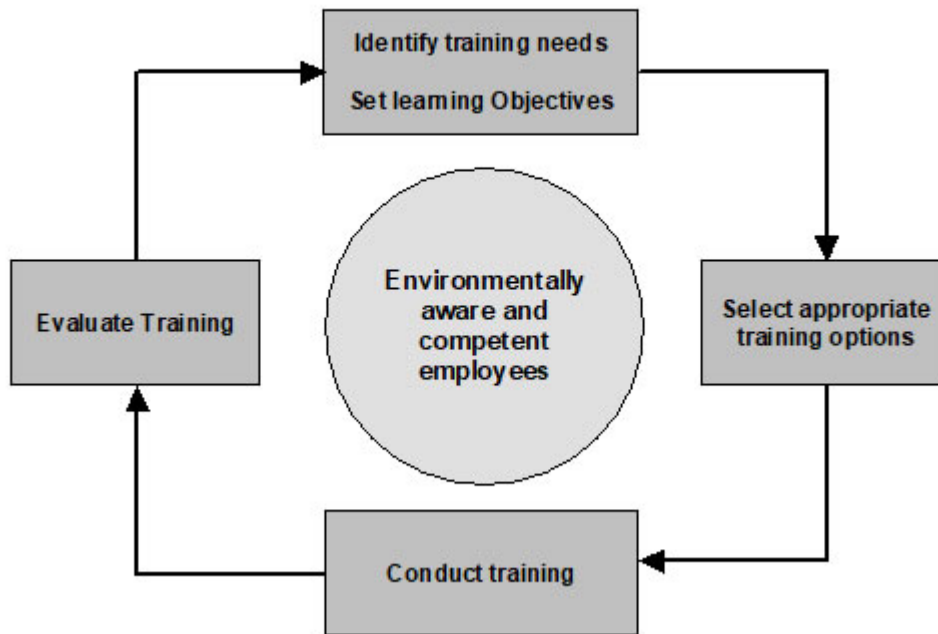 Identify training needs
Set learning Objectives
Environmentally
aware and
competent
employees
Evaluate Training
Select appropriate
training options
Conduct training